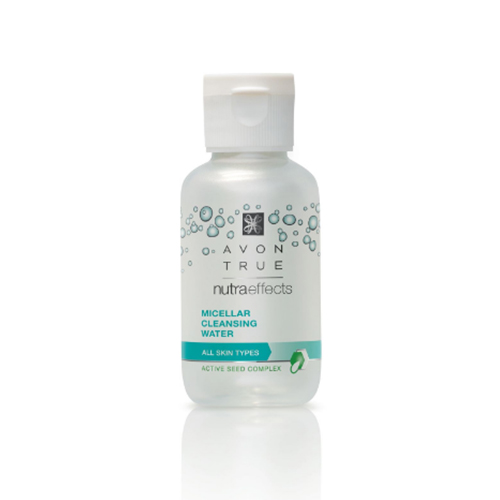 AVON
TRUE
nutraeffects
MICELLAR
CLEANSING
WATER
ALL SKIN TYPES
ACTIVE SEED COMPLEX